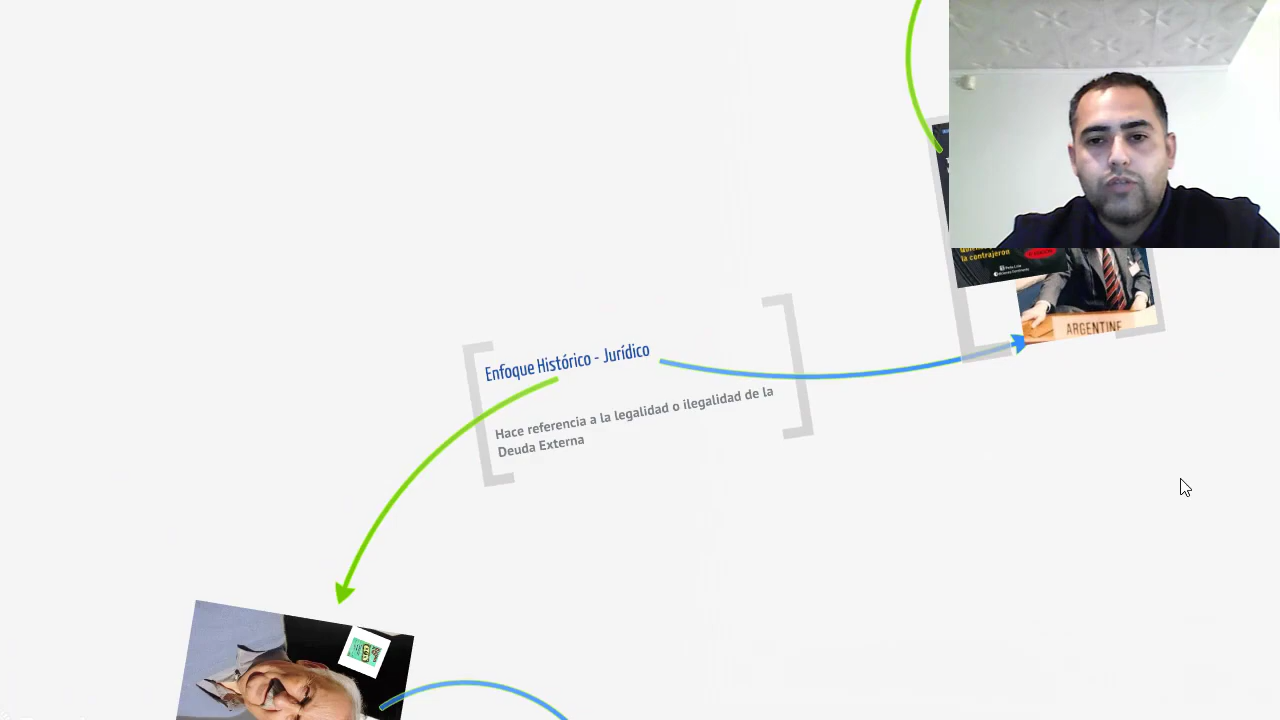 la contrajeron
ARGENTINE
Enfoque Histórico - Jurídico
Hace referencia a la legalidad o ilegalidad de la
Deuda Externa